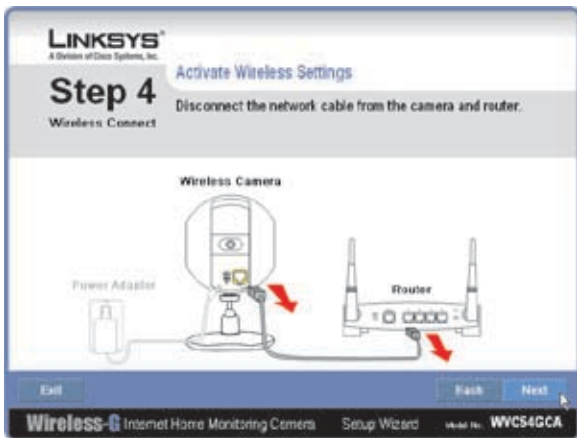 LINKSYS®
A Division of Cisco Systems, Inc.
Step 4
Wireless Connect
Activate Wireless Settings
Disconnect the network cable from the camera and router.
Wireless Camera
Power Adapter
Router
Exit
Back
Next
Wireless-G Internet Home Monitoring Camera
Setup Wizard
Model No. WVC54GCA